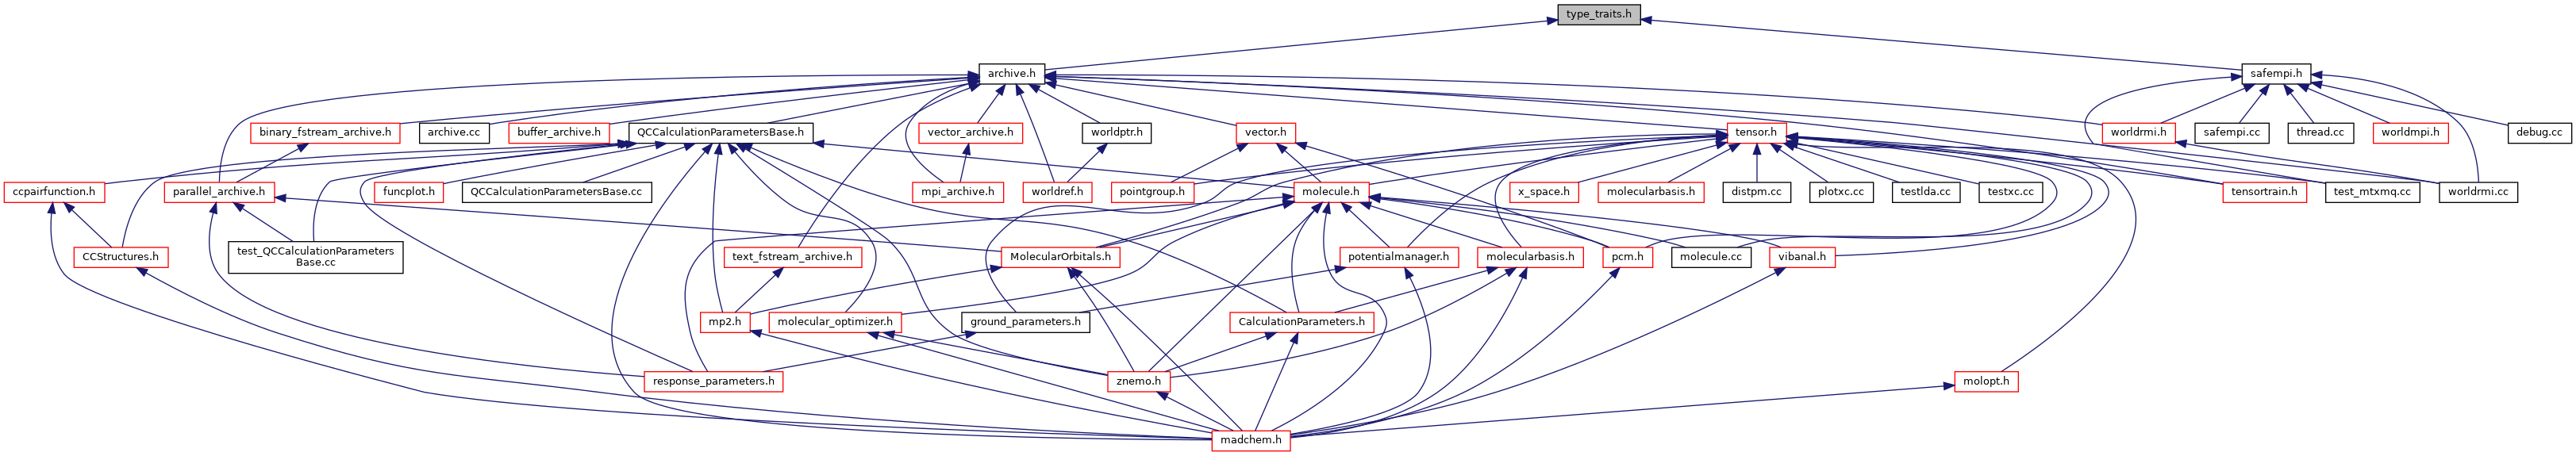 type_traits.h
archive.h
safempi.h
binary_fstream_archive.h
archive.cc
buffer_archive.h
QCCalculationParametersBase.h
vector_archive.h
worldptr.h
vector.h
tensor.h
worldrmi.h
safempi.cc
thread.cc
worldmpi.h
debug.cc
ccpairfunction.h
parallel_archive.h
funcplot.h
QCCalculationParametersBase.cc
mpi_archive.h
worldref.h
pointgroup.h
molecule.h
x_space.h
molecularbasis.h
distpm.cc
plotxc.cc
testlda.cc
testxc.cc
tensortrain.h
test_mtxmq.cc
worldrmi.cc
CCStructures.h
test_QCCalculationParameters
Base.cc
text_fstream_archive.h
MolecularOrbitals.h
potentialmanager.h
molecularbasis.h
pcm.h
molecule.cc
vibanal.h
mp2.h
molecular_optimizer.h
ground_parameters.h
CalculationParameters.h
response_parameters.h
znemo.h
molopt.h
madchem.h